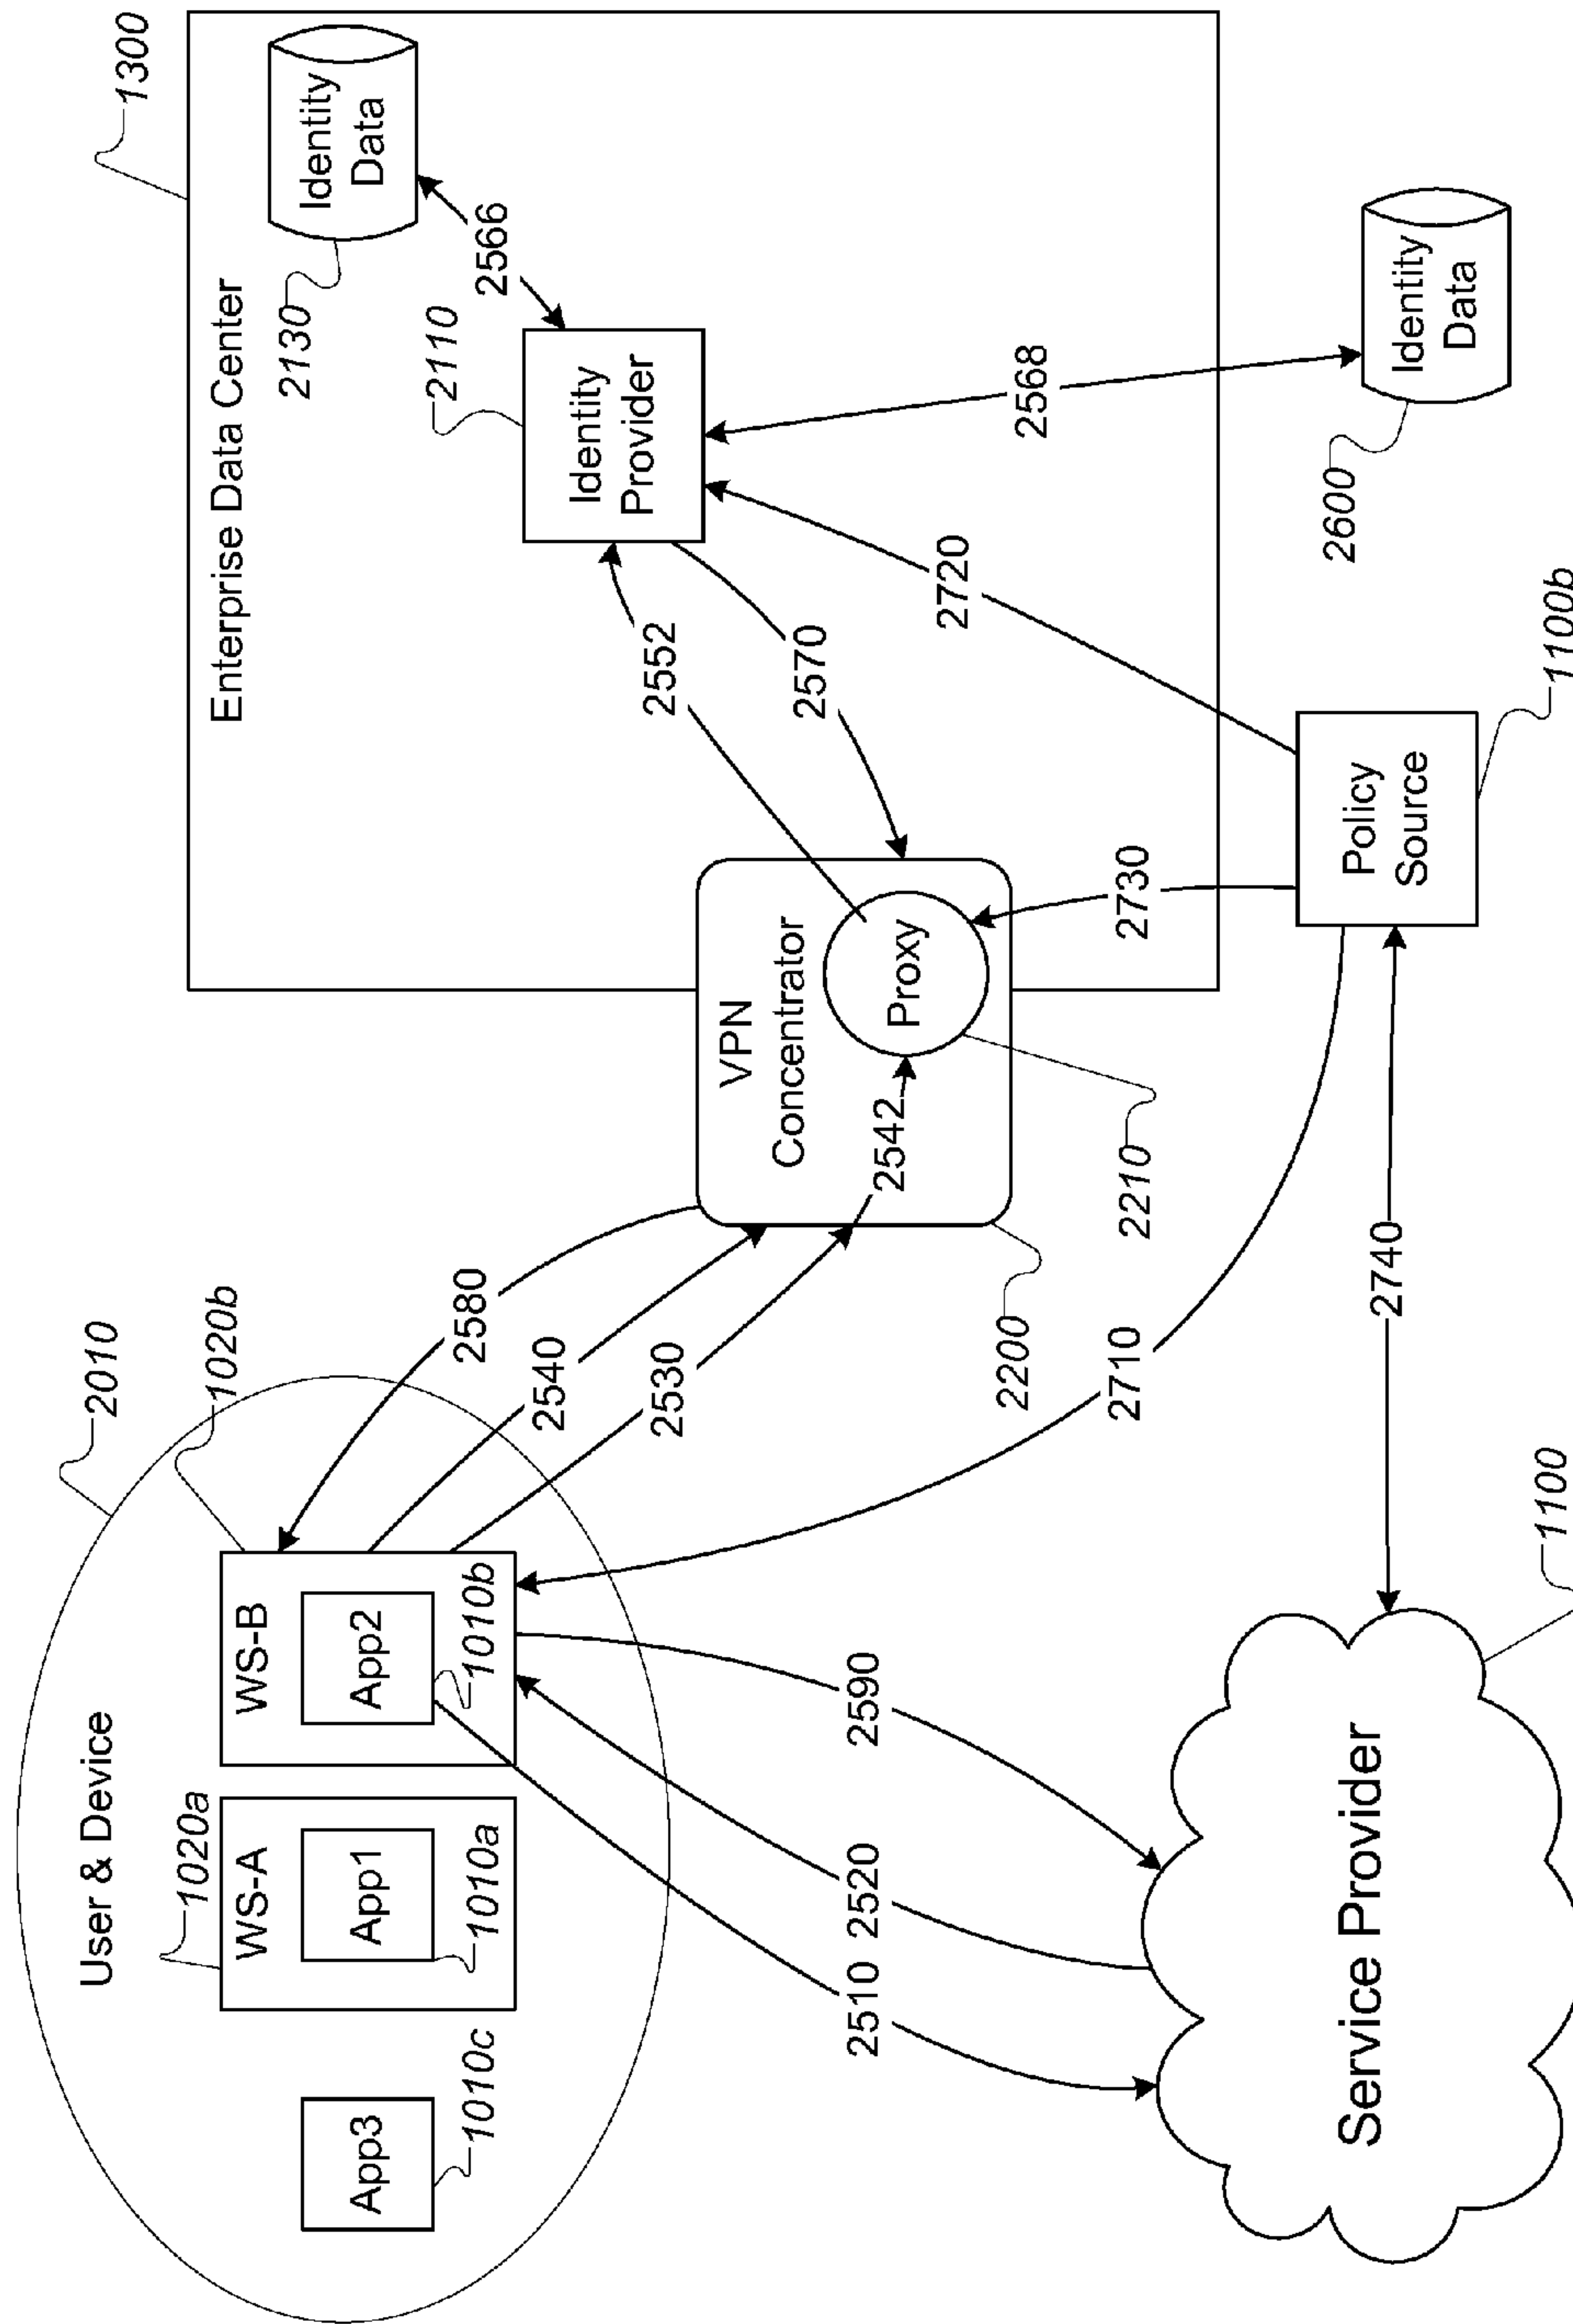 User & Device
2010
1020a
1020b
WS-A
WS-B
App3
App1
App2
1010c
1010a
1010b
2580
2540
2530
Enterprise Data Center
1300
Identity
Data
2130
2566
2110
Identity
Provider
2552
2570
VPN
Concentrator
Proxy
2542
2210
2200
2720
2568
2730
2710
Identity
Data
2600
Policy
Source
1100b
2740
2510
2520
2590
Service Provider
1100